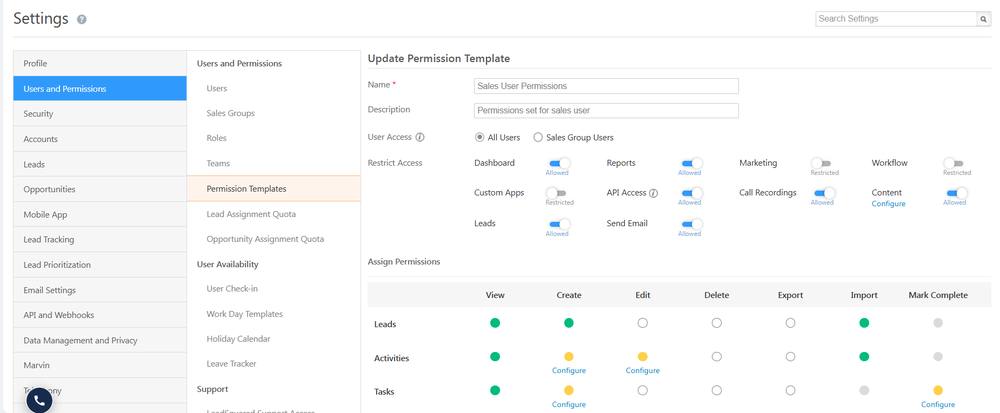 Settings
Search Settings
Profile
Users and Permissions
Security
Accounts
Leads
Opportunities
Mobile App
Lead Tracking
Lead Prioritization
Email Settings
API and Webhooks
Data Management and Privacy
Marvin
Users and Permissions
Users
Sales Groups
Roles
Teams
Permission Templates
Lead Assignment Quota
Opportunity Assignment Quota
User Availability
User Check-in
Work Day Templates
Holiday Calendar
Leave Tracker
Support
LeadSquared Support Access
Update Permission Template
Name * Sales User Permissions
Description Permissions set for sales user
User Access All Users Sales Group Users
Restrict Access Dashboard Allowed Reports Allowed Marketing Restricted Workflow Restricted
Custom Apps Restricted API Access Allowed Call Recordings Allowed Content Configure Allowed
Leads Allowed Send Email Allowed
Assign Permissions
View Create Edit Delete Export Import Mark Complete
Leads
Activities
Configure Configure
Tasks
Configure Configure